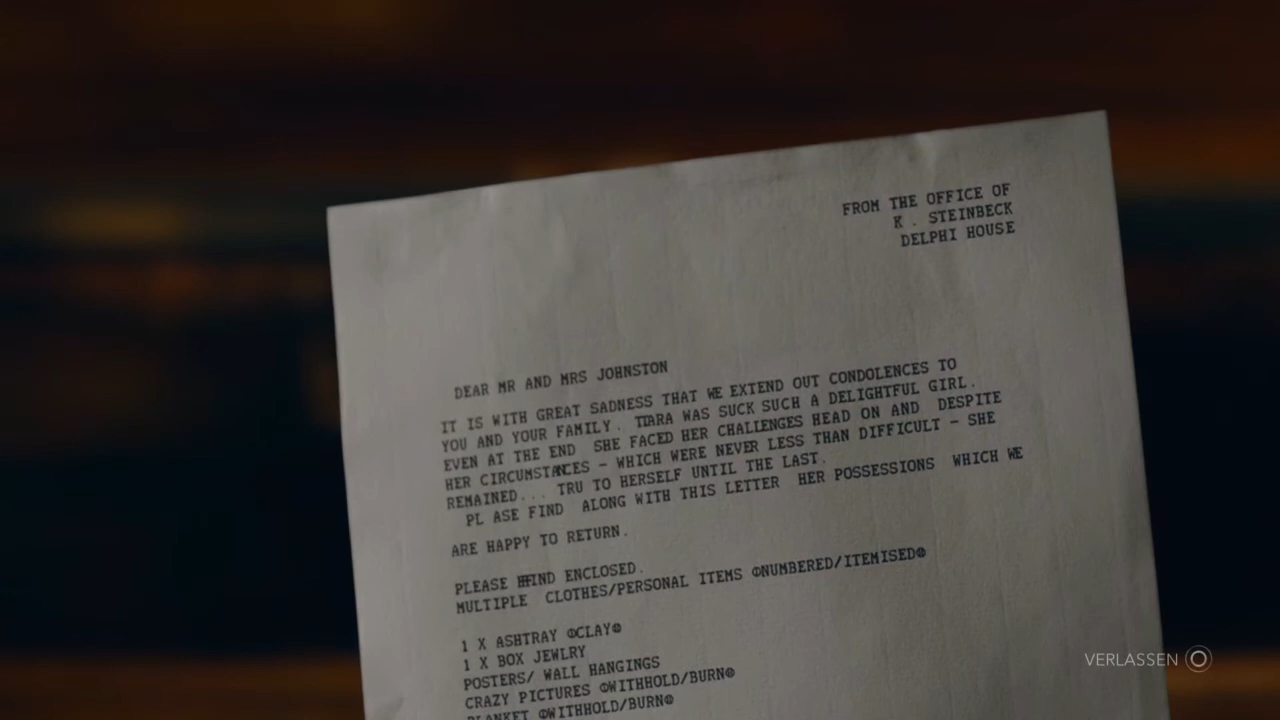 FROM THE OFFICE OF
K . STEINBECK
DELPHI HOUSE
DEAR MR AND MRS JOHNSTON
IT IS WITH GREAT SADNESS THAT WE EXTEND OUT CONDOLENCES TO
YOU AND YOUR FAMILY. TIARA WAS SUCK SUCH A DELIGHTFUL GIRL.
EVEN AT THE END SHE FACED HER CHALLENGES HEAD ON AND DESPITE
HER CIRCUMSTANCES - WHICH WERE NEVER LESS THAN DIFFICULT - SHE
REMAINED... TRU TO HERSELF UNTIL THE LAST.
PL ASE FIND ALONG WITH THIS LETTER HER POSSESSIONS WHICH WE
ARE HAPPY TO RETURN.
PLEASE FIND ENCLOSED.
MULTIPLE CLOTHES/PERSONAL ITEMS NUMBERED/ITEMISED
1 X ASHTRAY CLAY
1 X BOX JEWLRY
POSTERS/ WALL HANGINGS
CRAZY PICTURES WITHHOLD/BURN
BLANKET WITHHOLD/BURN
VERLASSEN